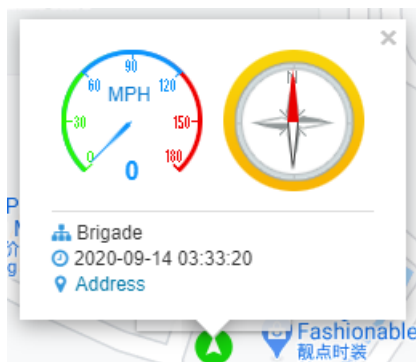 ×
90
60
120
MPH
30
150
0
180
0
N
Brigade
2020-09-14 03:33:20
Address
P
价
g
Fashionable
靓点时装